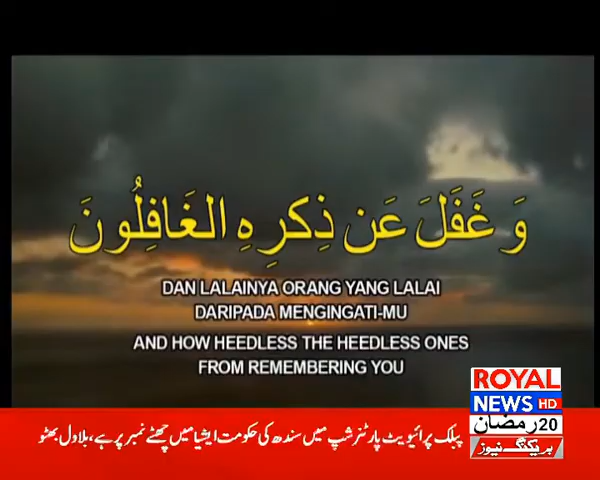 وَ غَفَلَ عَن ذِكرِهِ الغَافِلُونَ
DAN LALAINYA ORANG YANG LALAI
DARIPADA MENGINGATI-MU
AND HOW HEEDLESS THE HEEDLESS ONES
FROM REMEMBERING YOU
ROYAL
NEWS HD
20 رمضان
بریکنگ نیوز
پبلک پرائیویٹ پارٹنرشپ میں سندھ کی حکومت ایشیا میں چھٹے نمبر پر ہے، بلاول بھٹو